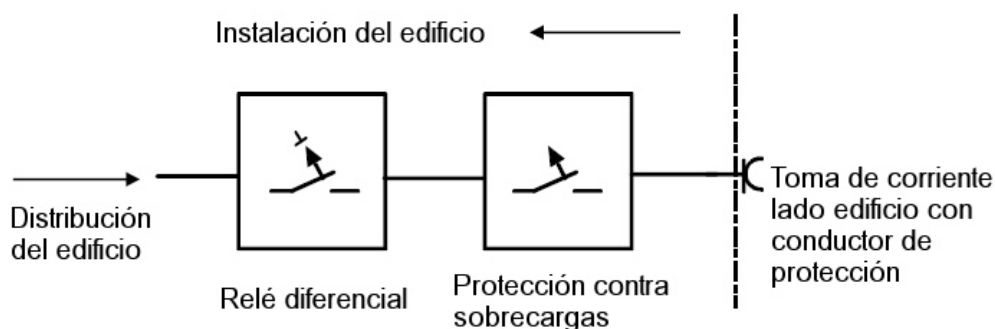 Instalación del edificio
Distribución
del edificio
Relé diferencial
Protección contra
sobrecargas
Toma de corriente
lado edificio con
conductor de
protección